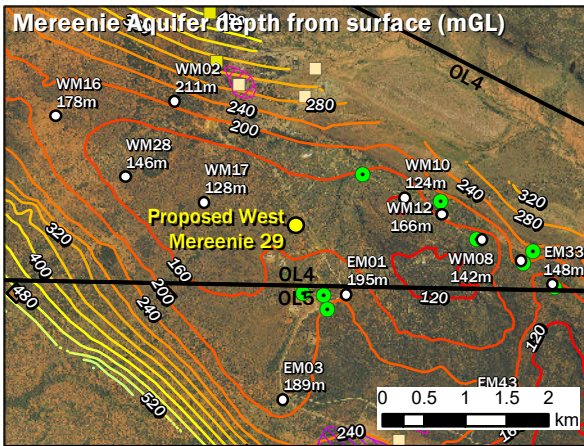 Mereenie Aquifer depth from surface (mGL)
280
OL4
WM16
178m
WM02
211m
240
280
200
WM28
146m
WM17
128m
WM10
124m
240
WM12
166m
320
280
Proposed West
Mereenie 29
320
400
480
160
200
240
OL4
OL5
EM01
195m
WM08
142m
EM33
148m
120
120
EM03
189m
EM43
520
240
0 0.5 1 1.5 2
km